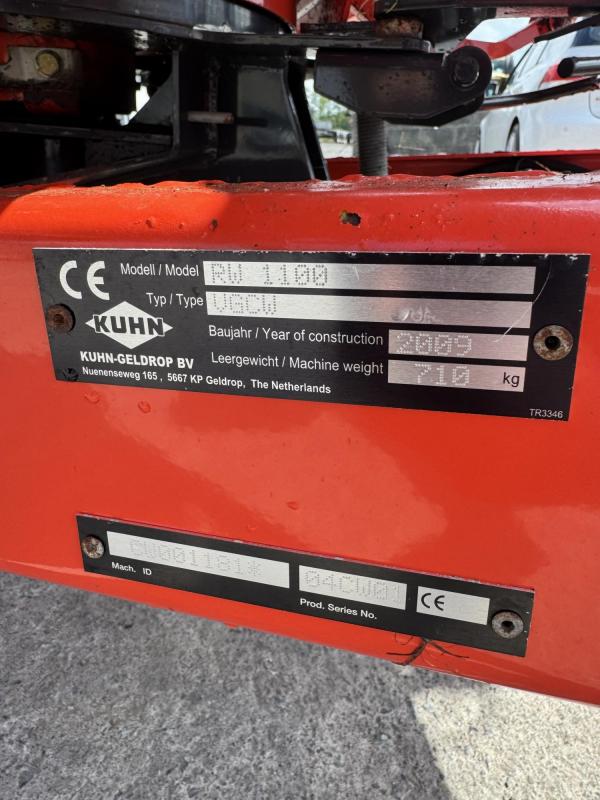 CE
Modell / Model RW 1100
Typ / Type VGCW
KUHN
Baujahr / Year of construction 2009
KUHN-GELDROP BV
Leergewicht / Machine weight 710 kg
Nuenenseweg 165 , 5667 KP Geldrop, The Netherlands
TR3346
CW001181* 04CW01 CE
Mach. ID Prod. Series No.